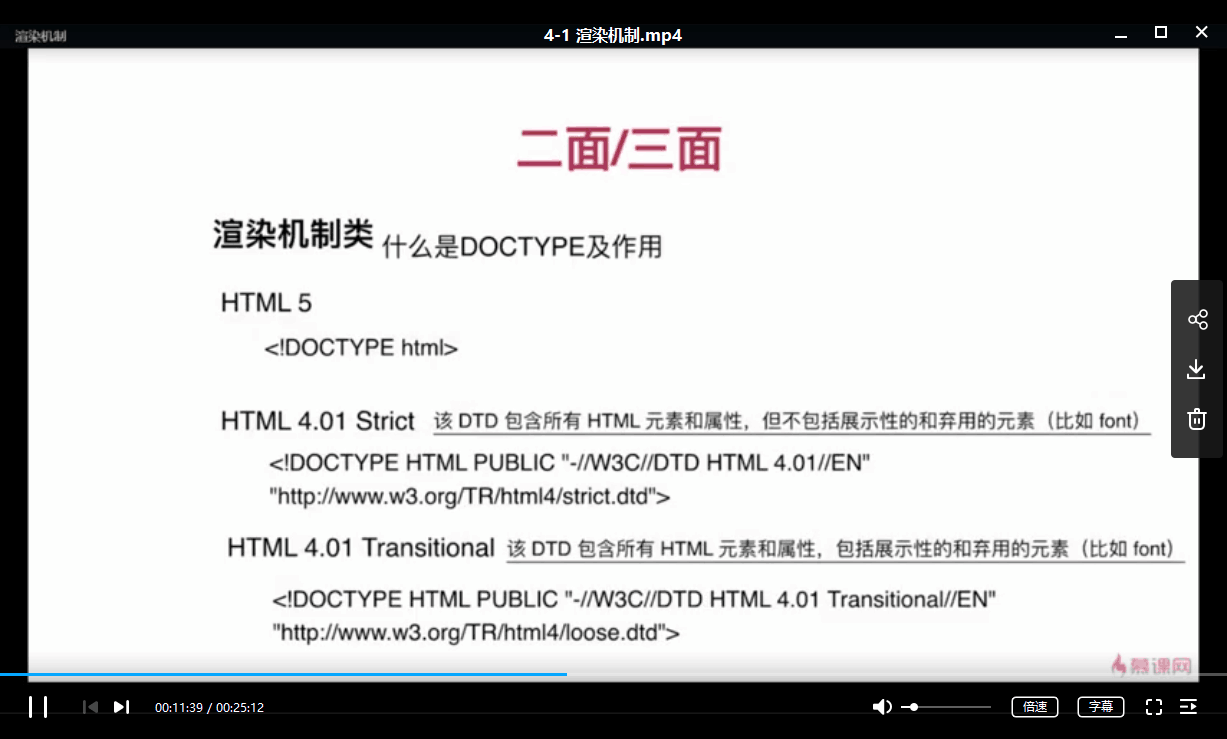 渲染机制
4-1 渲染机制.mp4
二面/三面
渲染机制类 什么是DOCTYPE及作用
HTML 5
<!DOCTYPE html>
HTML 4.01 Strict 该 DTD 包含所有 HTML 元素和属性，但不包括展示性的和弃用的元素（比如 font）
<!DOCTYPE HTML PUBLIC "-//W3C//DTD HTML 4.01//EN"
"http://www.w3.org/TR/html4/strict.dtd">
HTML 4.01 Transitional 该 DTD 包含所有 HTML 元素和属性，包括展示性的和弃用的元素（比如 font）
<!DOCTYPE HTML PUBLIC "-//W3C//DTD HTML 4.01 Transitional//EN"
"http://www.w3.org/TR/html4/loose.dtd">
慕课网
00:11:39 / 00:25:12
倍速
字幕